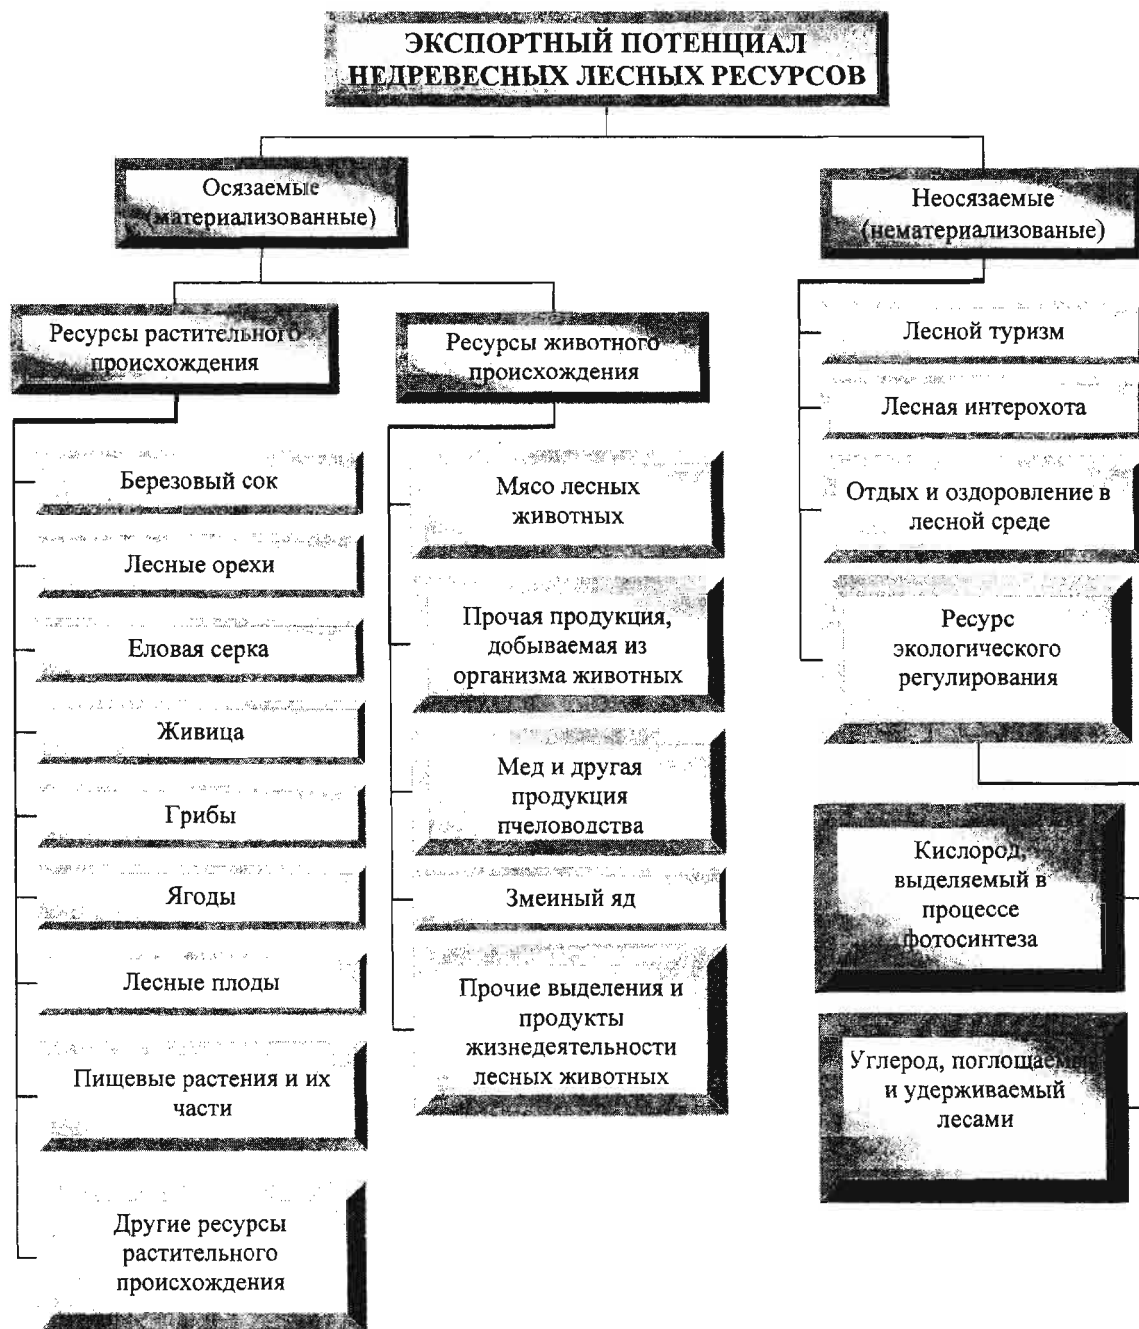 ЭКСПОРТНЫЙ ПОТЕНЦИАЛ
НЕДРЕВЕСНЫХ ЛЕСНЫХ РЕСУРСОВ
Осязаемые
(материализованные)
Неосязаемые
(нематериализованые)
Ресурсы растительного
происхождения
Ресурсы животного
происхождения
Березовый сок
Лесные орехи
Еловая серка
Живица
Грибы
Ягоды
Лесные плоды
Пищевые растения и их
части
Другие ресурсы
растительного
происхождения
Мясо лесных
животных
Прочая продукция,
добываемая из
организма животных
Мед и другая
продукция
пчеловодства
Змеиный яд
Прочие выделения и
продукты
жизнедеятельности
лесных животных
Лесной туризм
Лесная интерохота
Отдых и оздоровление в
лесной среде
Ресурс
экологического
регулирования
Кислород,
выделяемый в
процессе
фотосинтеза
Углерод, поглощаемый
и удерживаемый
лесами